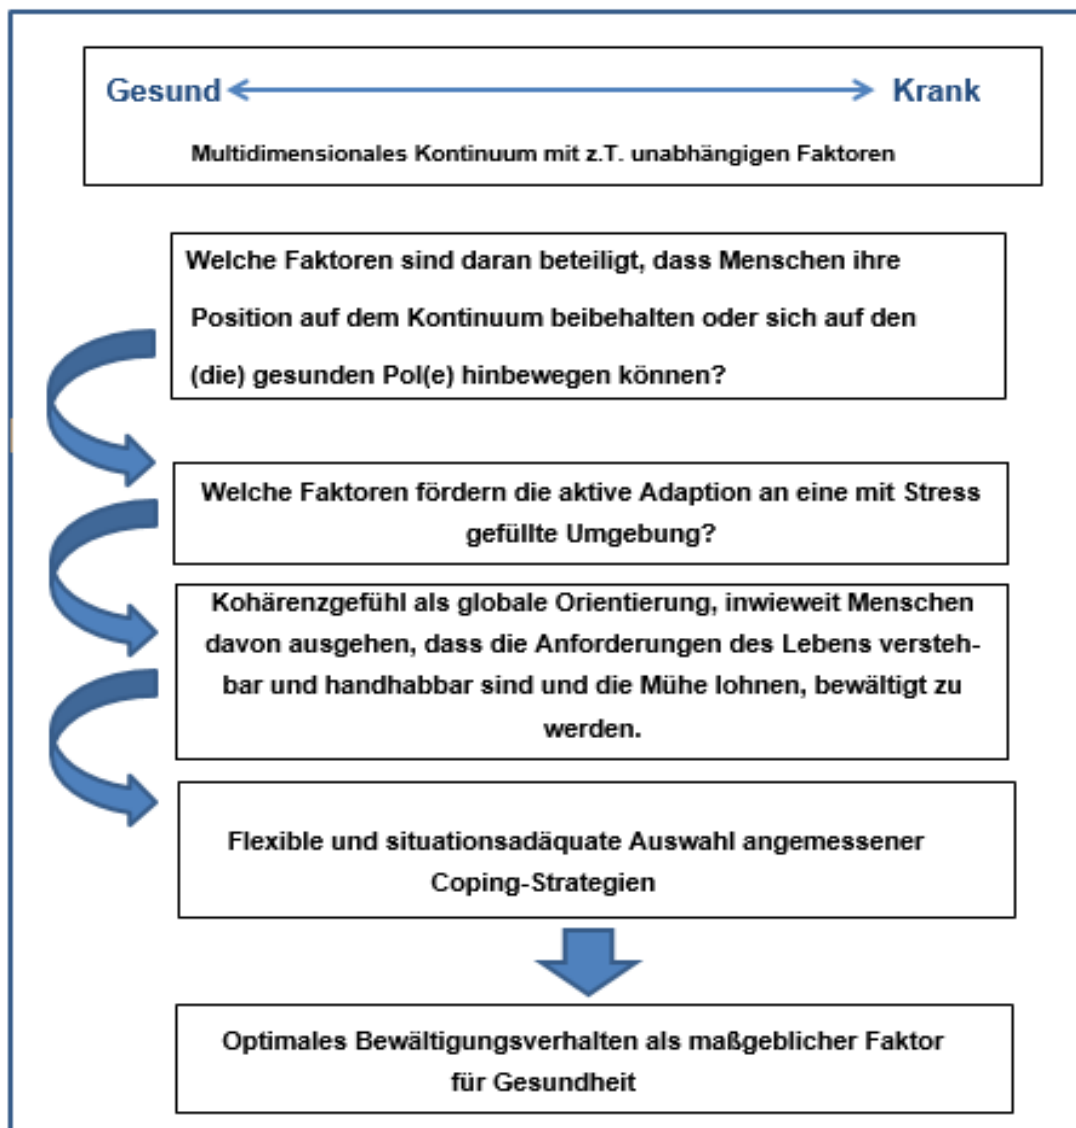 Gesund Krank
Multidimensionales Kontinuum mit z.T. unabhängigen Faktoren
Welche Faktoren sind daran beteiligt, dass Menschen ihre
Position auf dem Kontinuum beibehalten oder sich auf den
(die) gesunden Pol(e) hinbewegen können?
Welche Faktoren fördern die aktive Adaption an eine mit Stress
gefüllte Umgebung?
Kohärenzgefühl als globale Orientierung, inwieweit Menschen
davon ausgehen, dass die Anforderungen des Lebens versteh-
bar und handhabbar sind und die Mühe lohnen, bewältigt zu
werden.
Flexible und situationsadäquate Auswahl angemessener
Coping-Strategien
Optimales Bewältigungsverhalten als maßgeblicher Faktor
für Gesundheit